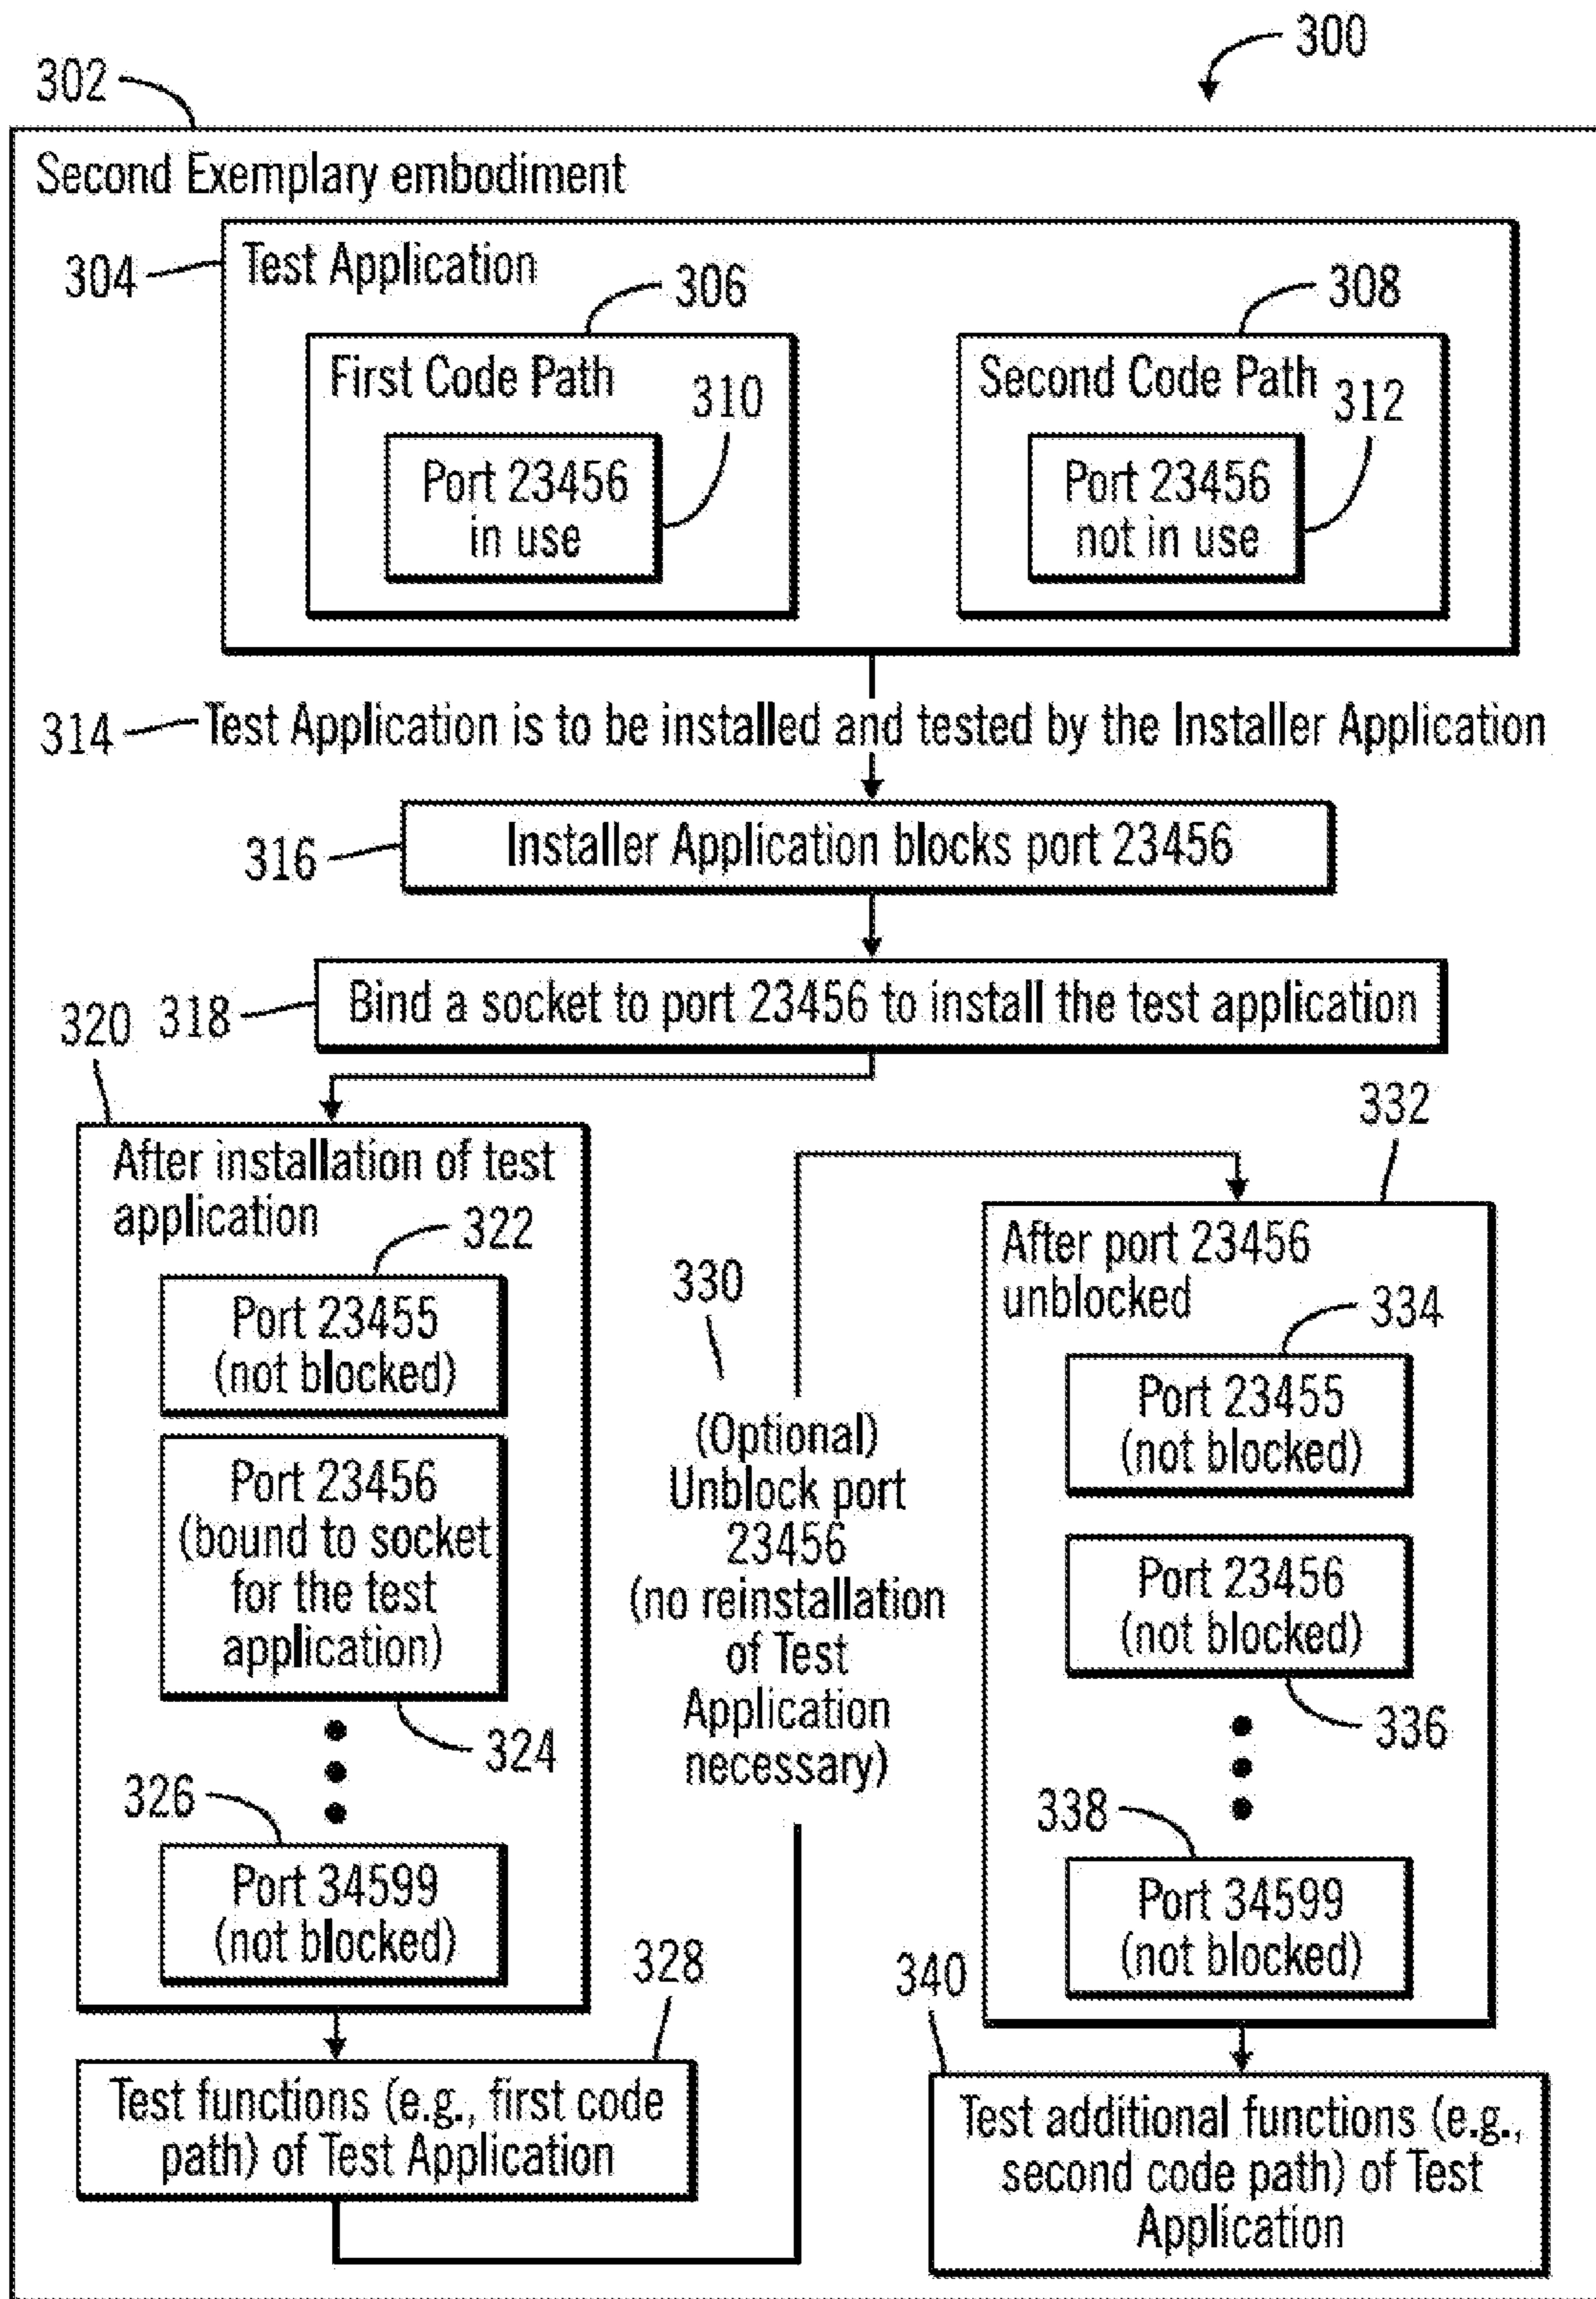 300
302
Second Exemplary embodiment
304
Test Application
306
308
First Code Path
310
Second Code Path
312
Port 23456
in use
Port 23456
not in use
314
Test Application is to be installed and tested by the Installer Application
316
Installer Application blocks port 23456
318
Bind a socket to port 23456 to install the test application
320
After installation of test
application
322
Port 23455
(not blocked)
Port 23456
(bound to socket
for the test
application)
324
326
Port 34599
(not blocked)
328
Test functions (e.g., first code
path) of Test Application
330
(Optional)
Unblock port
23456
(no reinstallation
of Test
Application
necessary)
332
After port 23456
unblocked
334
Port 23455
(not blocked)
Port 23456
(not blocked)
336
338
Port 34599
(not blocked)
340
Test additional functions (e.g.,
second code path) of Test
Application